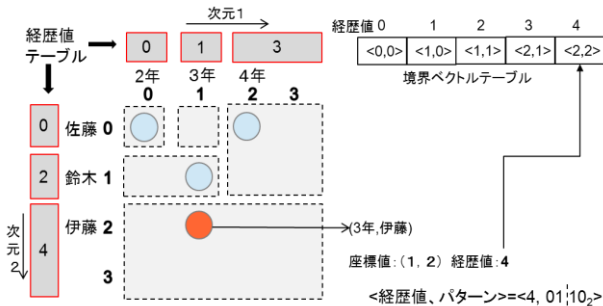 次元1
経歴値
テーブル
0 1 3
2年 3年 4年
0 1 2 3
0 佐藤 0
2 鈴木 1
4 伊藤 2
3
次元2
(3年,伊藤)
経歴値 0 1 2 3 4
<0,0> <1,0> <1,1> <2,1> <2,2>
境界ベクトルテーブル
座標値:(1, 2) 経歴値:4
<経歴値、パターン>=<4, 01¦10₂>